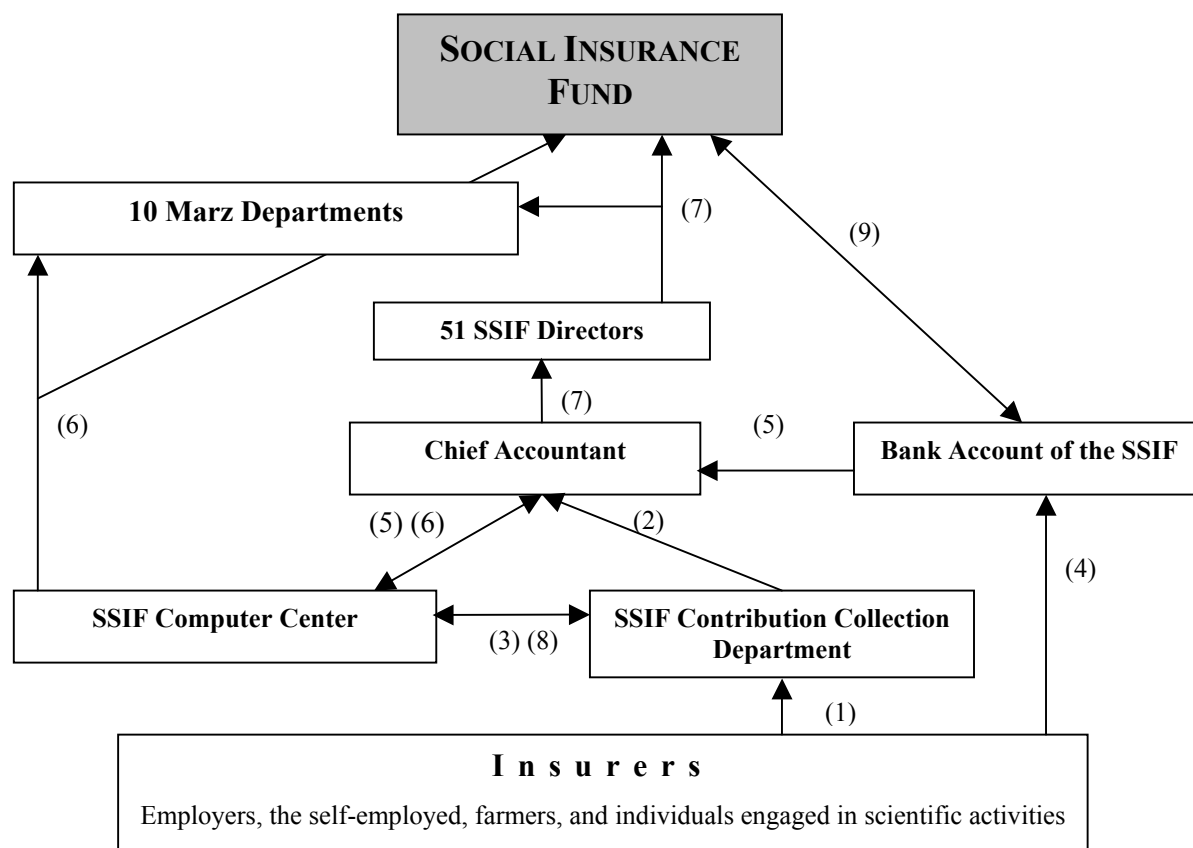 SOCIAL INSURANCE
FUND
10 Marz Departments
(7)
(9)
51 SSIF Directors
(6)
(7)
(5)
Chief Accountant
Bank Account of the SSIF
(5) (6)
(2)
(4)
SSIF Computer Center
SSIF Contribution Collection
Department
(3) (8)
(1)
Insurers
Employers, the self-employed, farmers, and individuals engaged in scientific activities